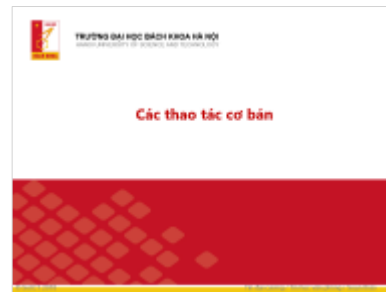 TRƯỜNG ĐẠI HỌC BÁCH KHOA HÀ NỘI
HANOI UNIVERSITY OF SCIENCE AND TECHNOLOGY
Các thao tác cơ bản